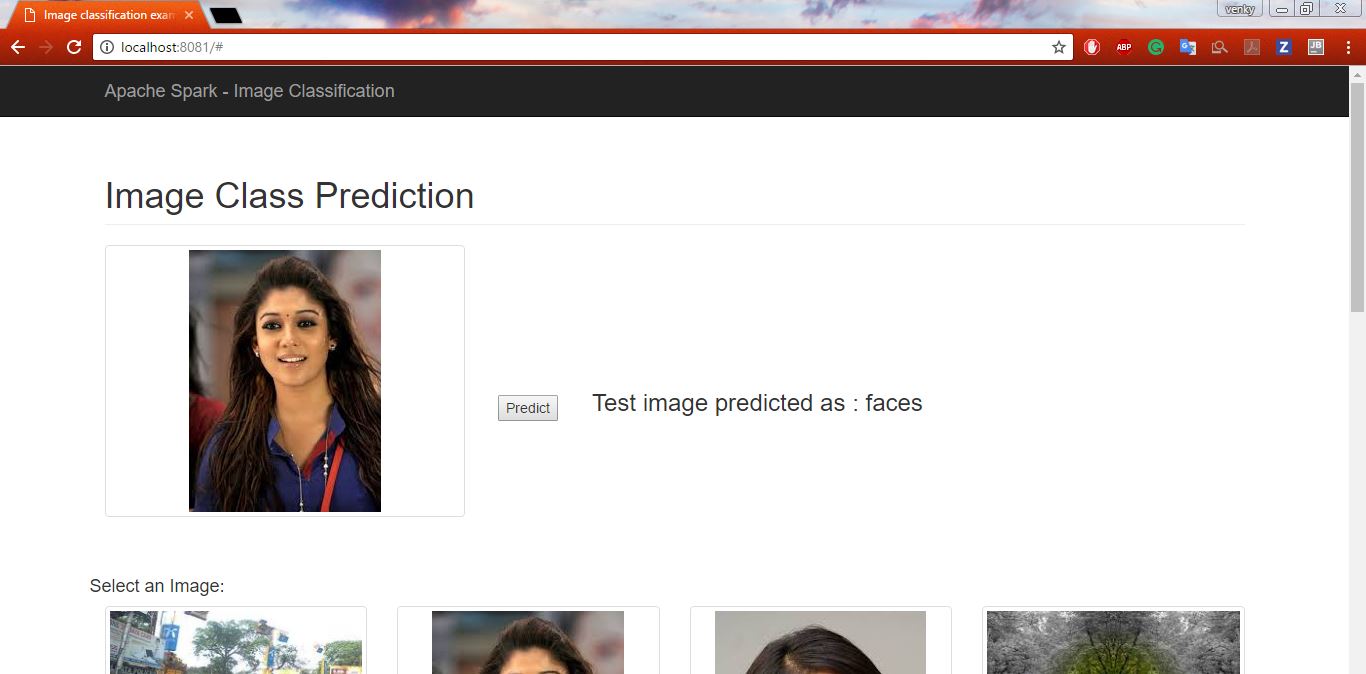 Image classification exam
venky
localhost:8081/#
ABP
Z
JB
Apache Spark - Image Classification
Image Class Prediction
Predict
Test image predicted as : faces
Select an Image: